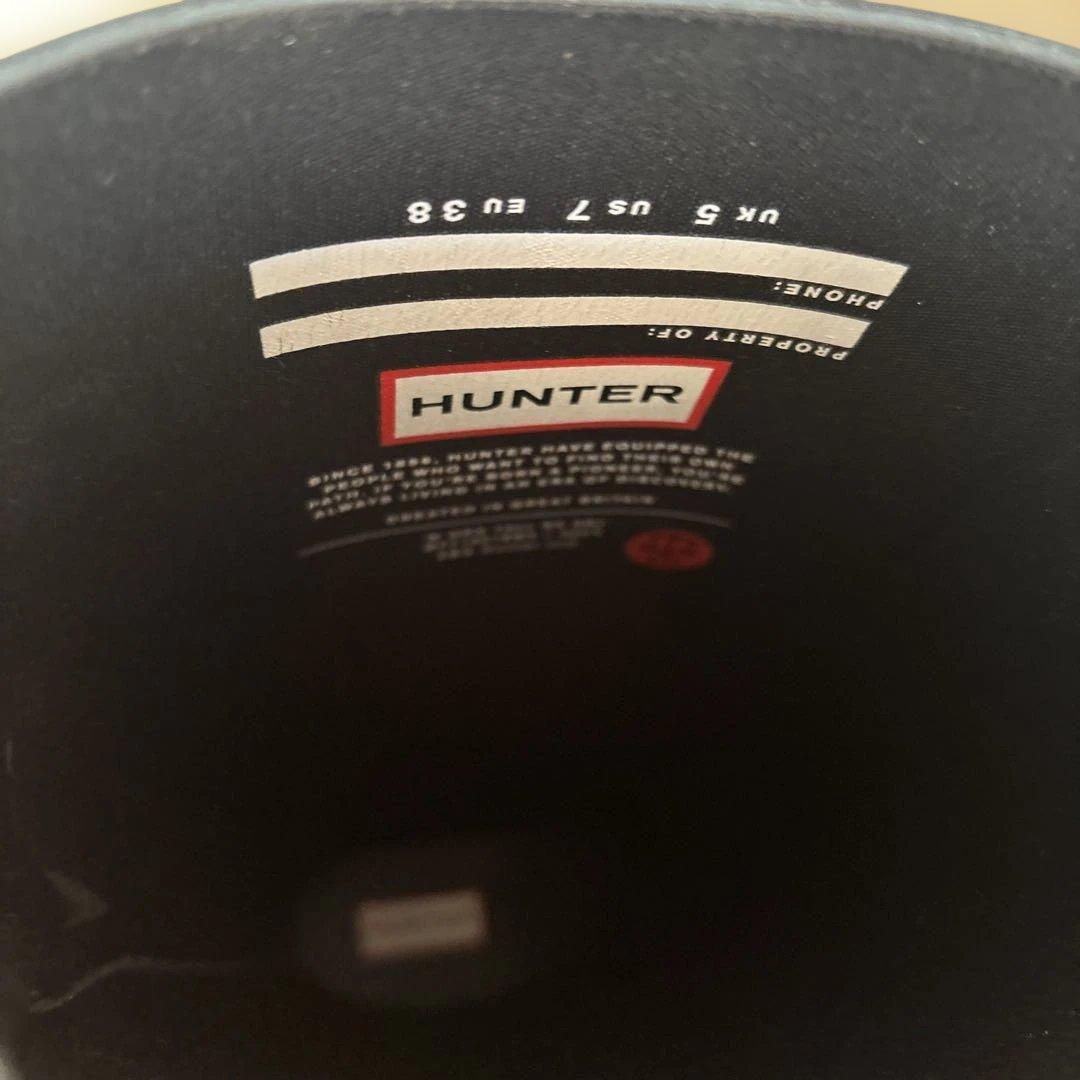 UK 5 US 7 EU 38
PHONE:
PROPERTY OF:
HUNTER
SINCE 1856, HUNTER HAVE EQUIPPED THE
PEOPLE WHO WANT TO FIND THEIR OWN
PATH. IF YOU'RE BORN A PIONEER, YOU'RE
ALWAYS LIVING IN AN ERA OF DISCOVERY.
CREATED IN GREAT BRITAIN